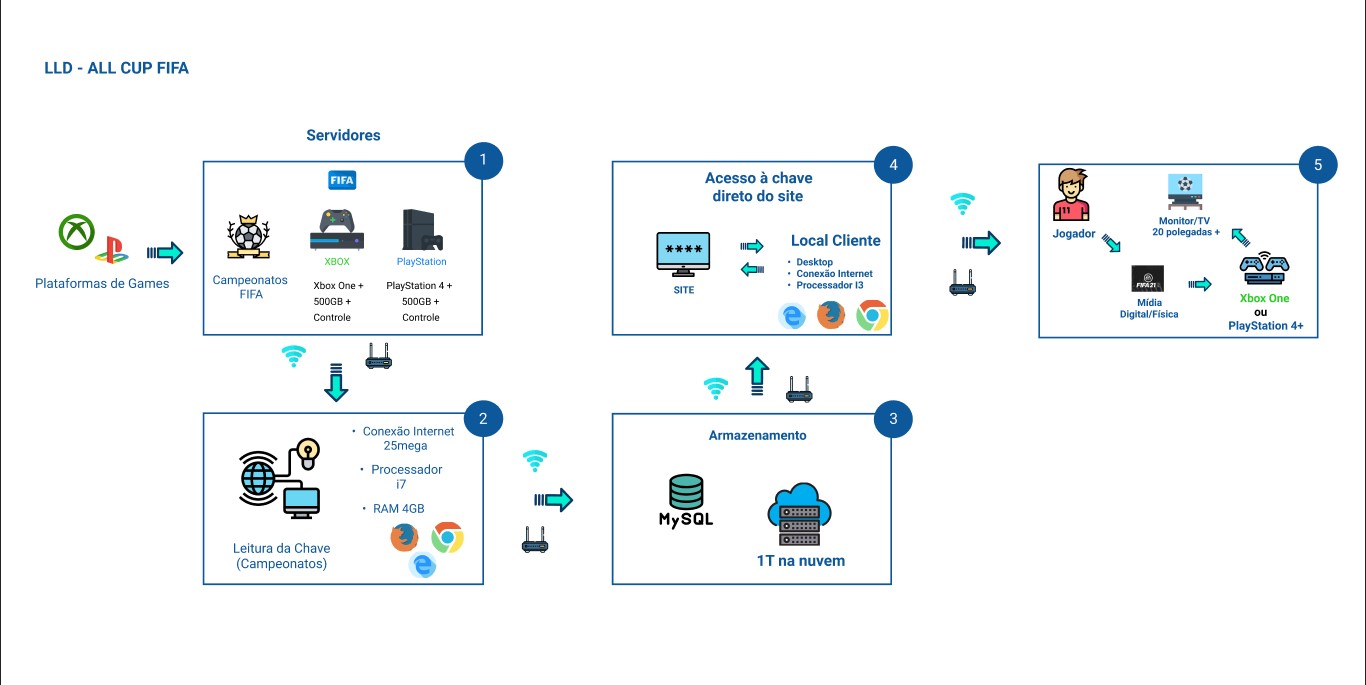 LLD - ALL CUP FIFA
Plataformas de Games
Servidores
1
FIFA
Campeonatos
FIFA
XBOX
Xbox One +
500GB +
Controle
PlayStation
PlayStation 4 +
500GB +
Controle
2
• Conexão Internet
25mega
• Processador
i7
• RAM 4GB
Leitura da Chave
(Campeonatos)
3
Armazenamento
MySQL
1T na nuvem
4
Acesso à chave
direto do site
****
SITE
Local Cliente
• Desktop
• Conexão Internet
• Processador I3
5
11
Jogador
Monitor/TV
20 polegadas +
FIFA21
Mídia
Digital/Física
Xbox One
ou
PlayStation 4+